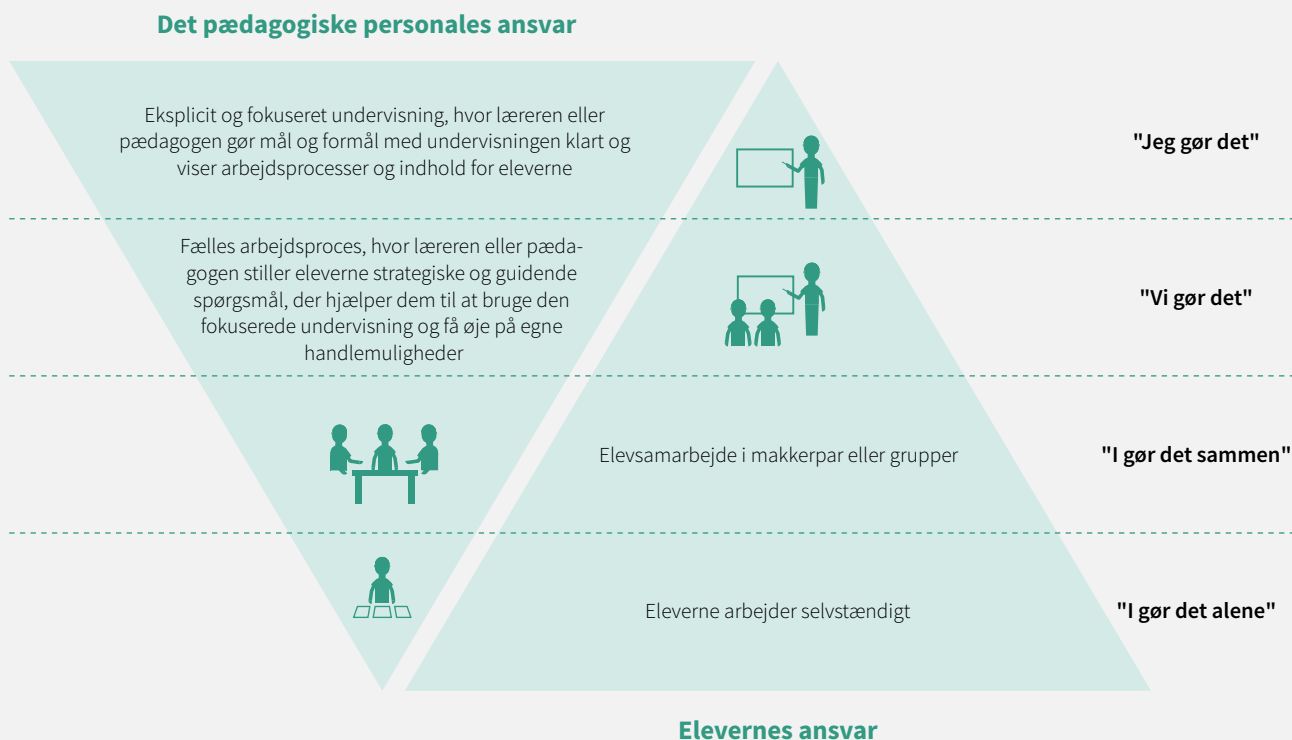 Det pædagogiske personales ansvar
Eksplicit og fokuseret undervisning, hvor læreren eller
pædagogen gør mål og formål med undervisningen klart og
viser arbejdsprocesser og indhold for eleverne
"Jeg gør det"
Fælles arbejdsproces, hvor læreren eller pæda-
gogen stiller eleverne strategiske og guidende
spørgsmål, der hjælper dem til at bruge den
fokuserede undervisning og få øje på egne
handlemuligheder
"Vi gør det"
Elevsamarbejde i makkerpar eller grupper
"I gør det sammen"
Eleverne arbejder selvstændigt
"I gør det alene"
Elevernes ansvar